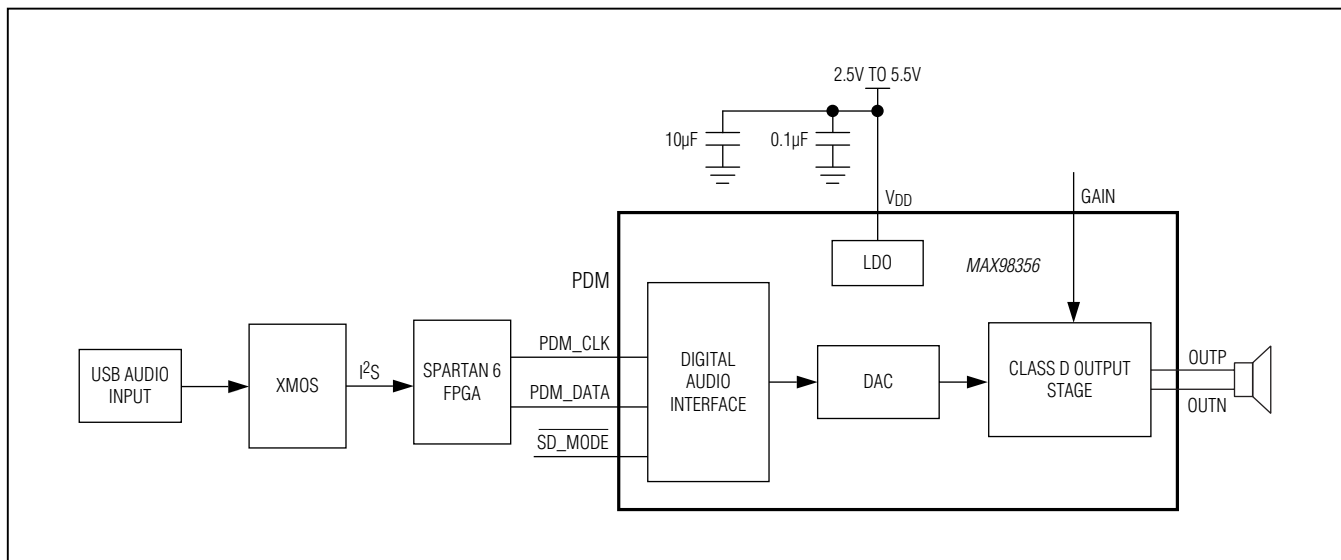 2.5V TO 5.5V
10µF
0.1µF
VDD
GAIN
LDO
MAX98356
PDM
USB AUDIO
INPUT
XMOS
I²S
SPARTAN 6
FPGA
PDM_CLK
PDM_DATA
SD_MODE
DIGITAL
AUDIO
INTERFACE
DAC
CLASS D OUTPUT
STAGE
OUTP
OUTN